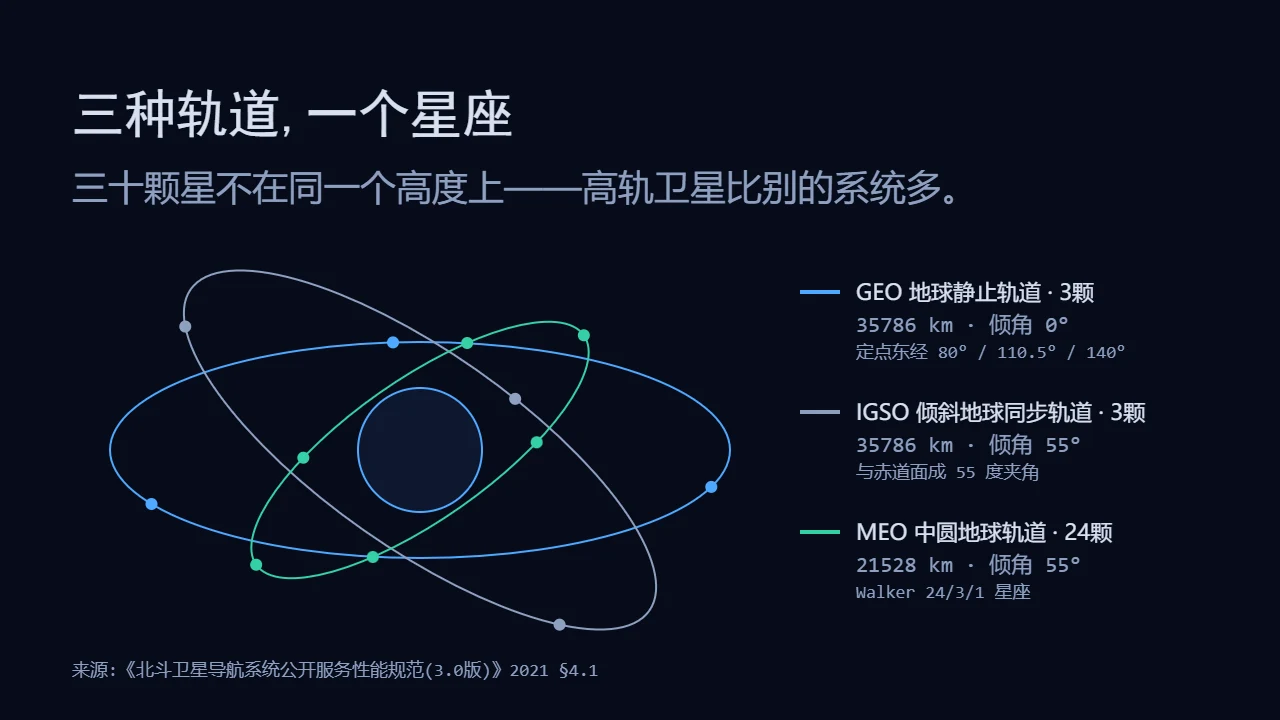 三种轨道, 一个星座
三十颗星不在同一个高度上——高轨卫星比别的系统多。
GEO 地球静止轨道 · 3颗
35786 km · 倾角 0°
定点东经 80° / 110.5° / 140°
IGSO 倾斜地球同步轨道 · 3颗
35786 km · 倾角 55°
与赤道面成 55 度夹角
MEO 中圆地球轨道 · 24颗
21528 km · 倾角 55°
Walker 24/3/1 星座
来源:《北斗卫星导航系统公开服务性能规范(3.0版)》2021 §4.1